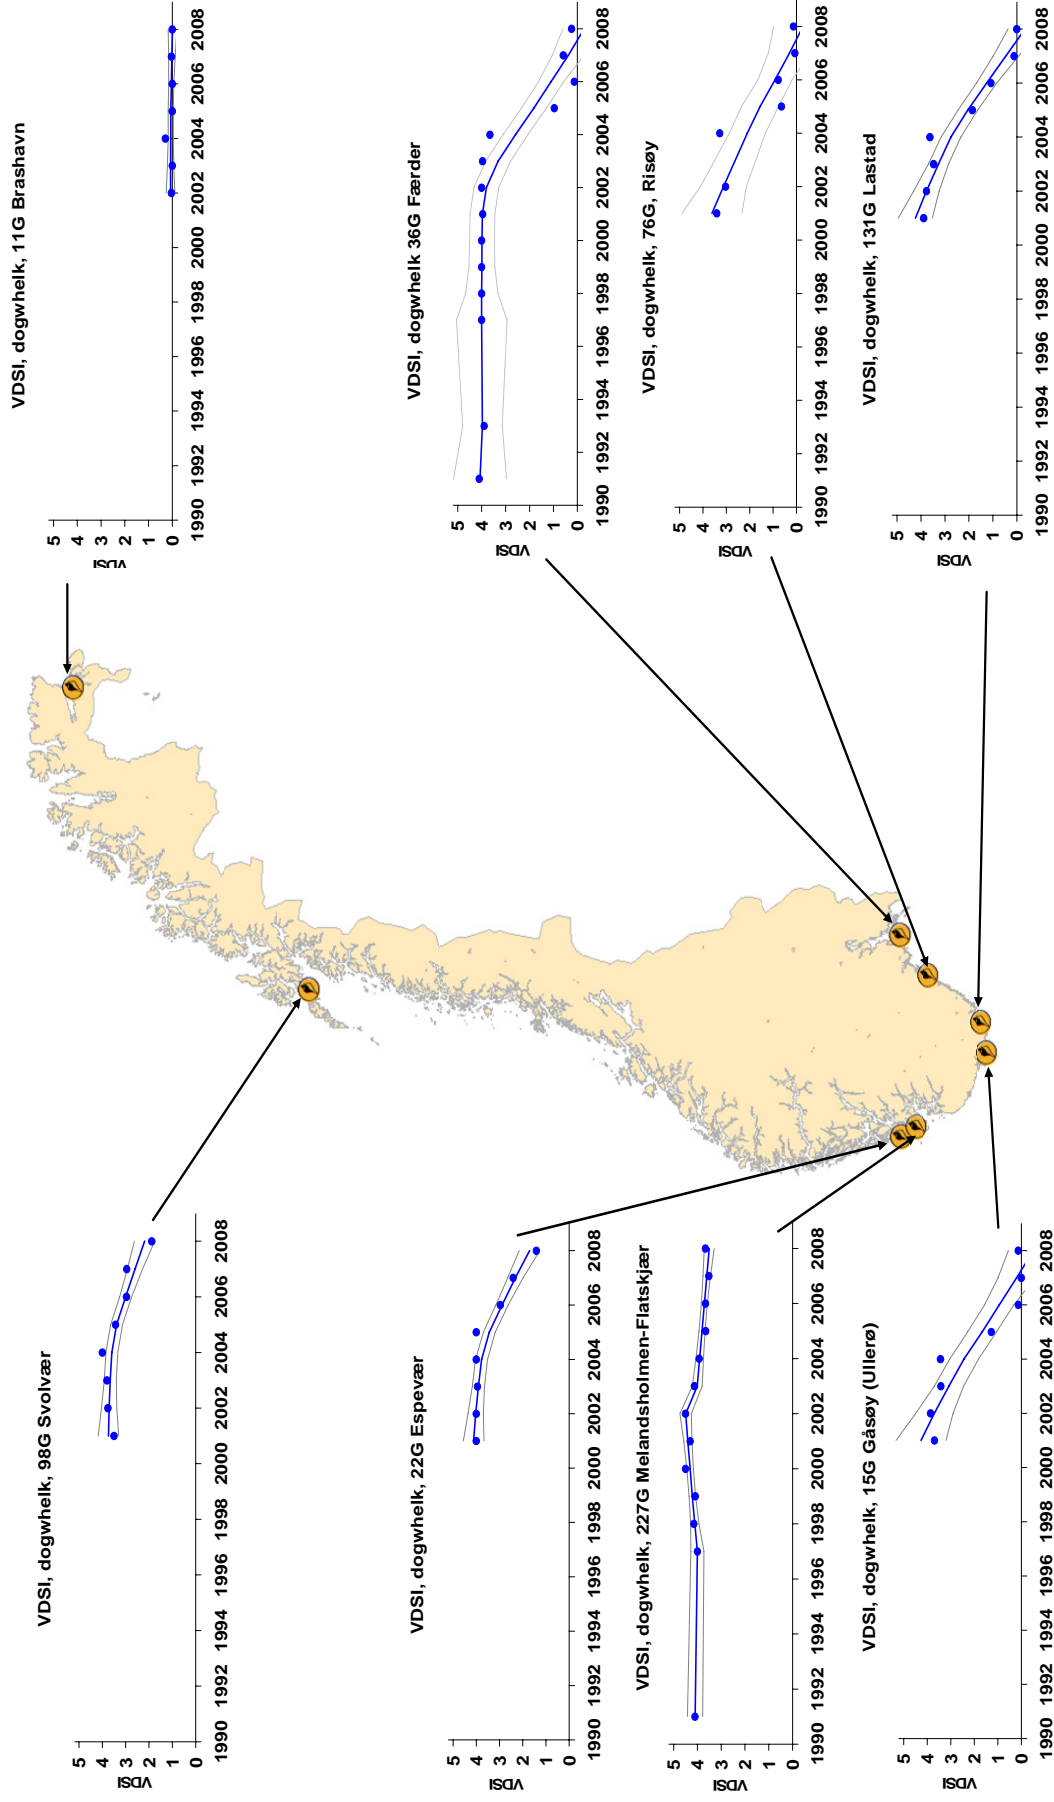 VDSI, dogwhelk, 98G Svolvær
5
4
3
2
1
0
VDSI
1990 1992 1994 1996 1998 2000 2002 2004 2006 2008
VDSI, dogwhelk, 11G Brashavn
5
4
3
2
1
0
VDSI
1990 1992 1994 1996 1998 2000 2002 2004 2006 2008
VDSI, dogwhelk, 22G Espevær
5
4
3
2
1
0
VDSI
1990 1992 1994 1996 1998 2000 2002 2004 2006 2008
VDSI, dogwhelk 36G Færder
5
4
3
2
1
0
VDSI
1990 1992 1994 1996 1998 2000 2002 2004 2006 2008
VDSI, dogwhelk, 227G Melandsholmen-Flatskjær
5
4
3
2
1
0
VDSI
1990 1992 1994 1996 1998 2000 2002 2004 2006 2008
VDSI, dogwhelk, 76G, Risøy
5
4
3
2
1
0
VDSI
1990 1992 1994 1996 1998 2000 2002 2004 2006 2008
VDSI, dogwhelk, 15G Gåsøy (Ullerø)
5
4
3
2
1
0
VDSI
1990 1992 1994 1996 1998 2000 2002 2004 2006 2008
VDSI, dogwhelk, 131G Lastad
5
4
3
2
1
0
VDSI
1990 1992 1994 1996 1998 2000 2002 2004 2006 2008